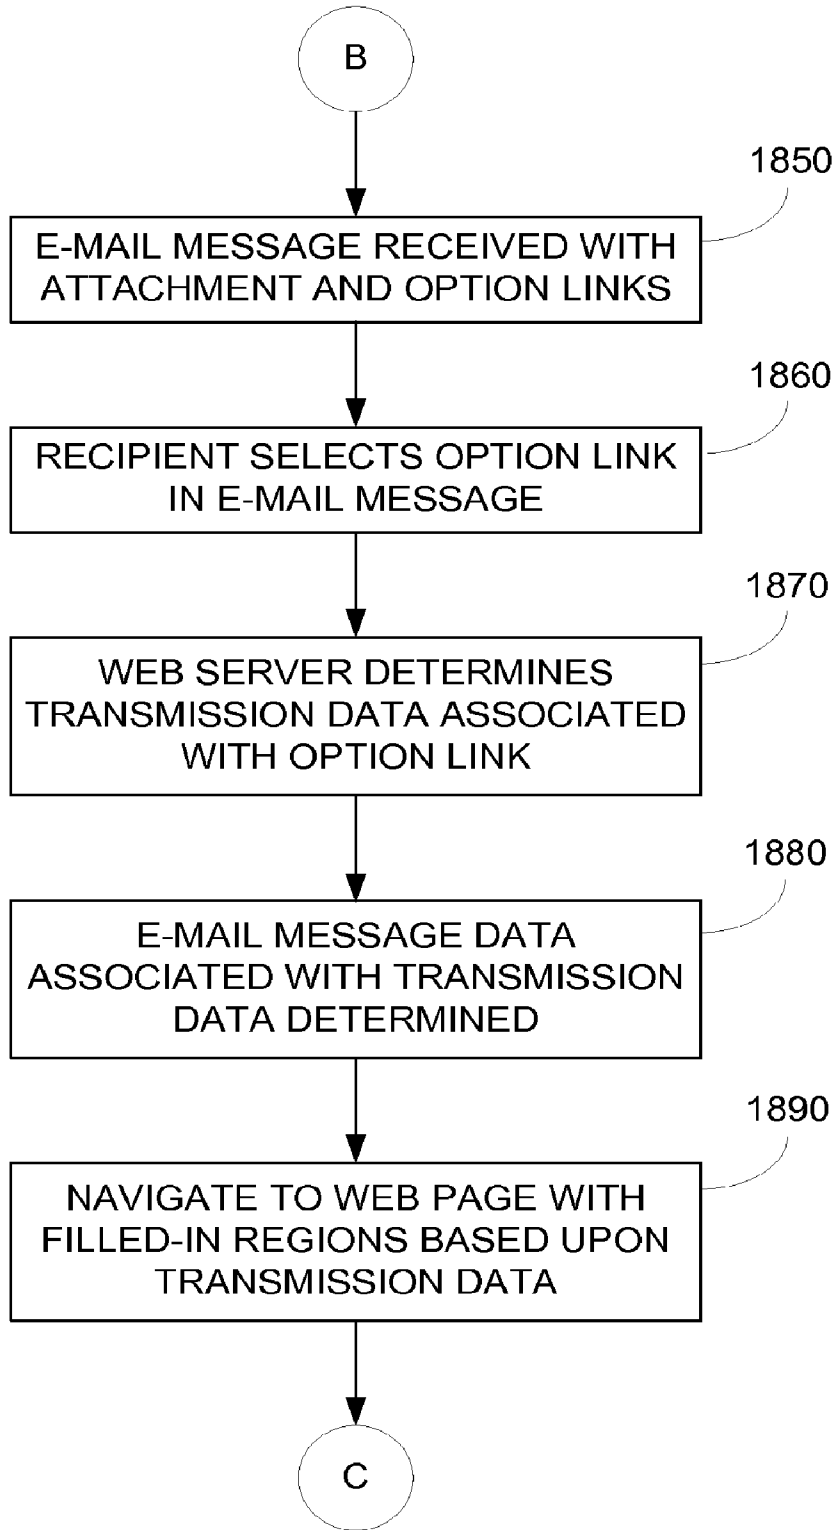 B
1850
E-MAIL MESSAGE RECEIVED WITH
ATTACHMENT AND OPTION LINKS
1860
RECIPIENT SELECTS OPTION LINK
IN E-MAIL MESSAGE
1870
WEB SERVER DETERMINES
TRANSMISSION DATA ASSOCIATED
WITH OPTION LINK
1880
E-MAIL MESSAGE DATA
ASSOCIATED WITH TRANSMISSION
DATA DETERMINED
1890
NAVIGATE TO WEB PAGE WITH
FILLED-IN REGIONS BASED UPON
TRANSMISSION DATA
C